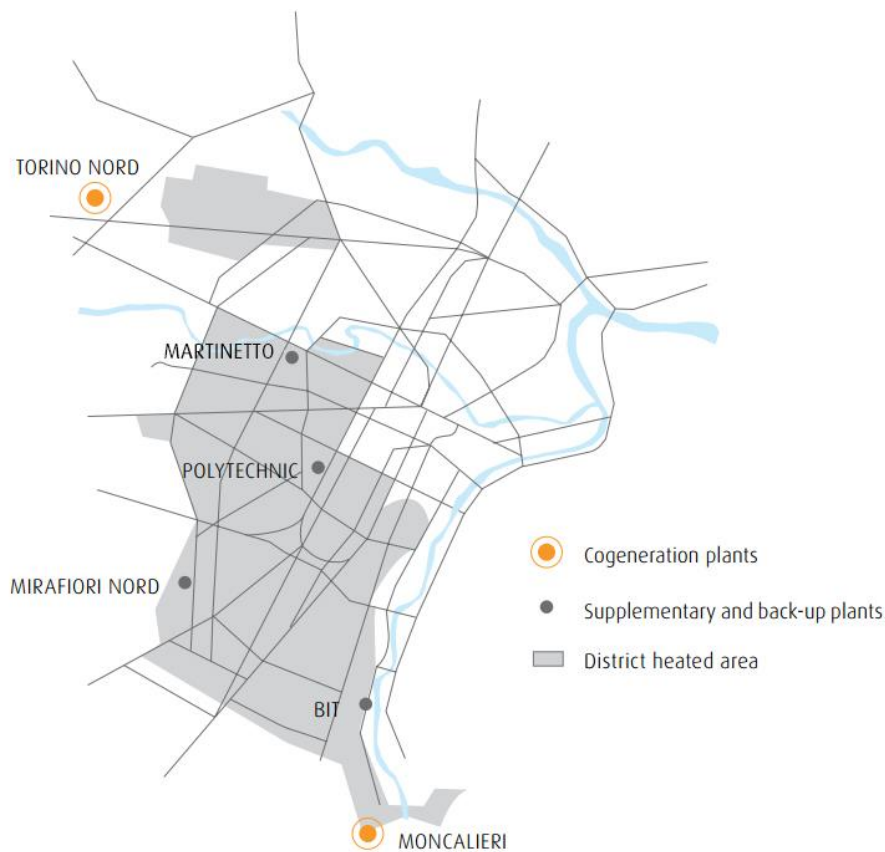 TORINO NORD
MARTINETTO
POLYTECHNIC
MIRAFIORI NORD
BIT
MONCALIERI
Cogeneration plants
Supplementary and back-up plants
District heated area